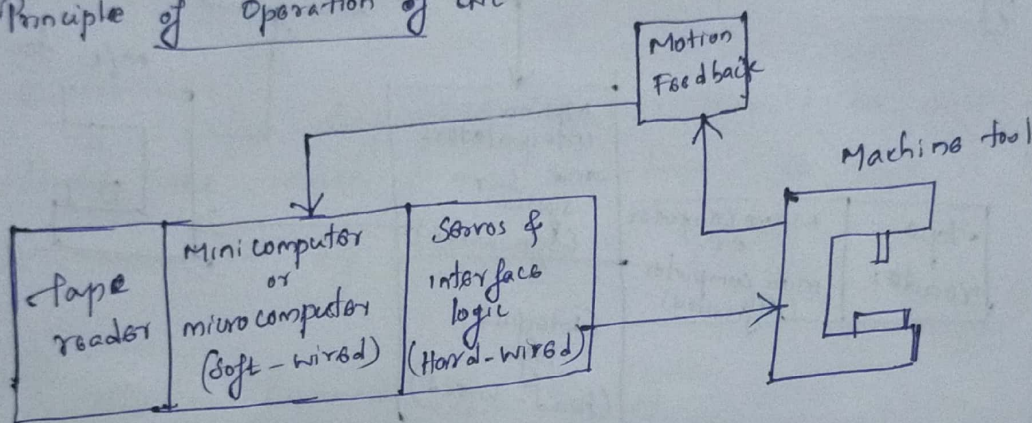 Principle of Operation of CNC
Motion
Feedback
Machine tool
tape
reader
Mini computer
or
micro computer
(Soft-wired)
Servos &
interface
logic
(Hard-wired)